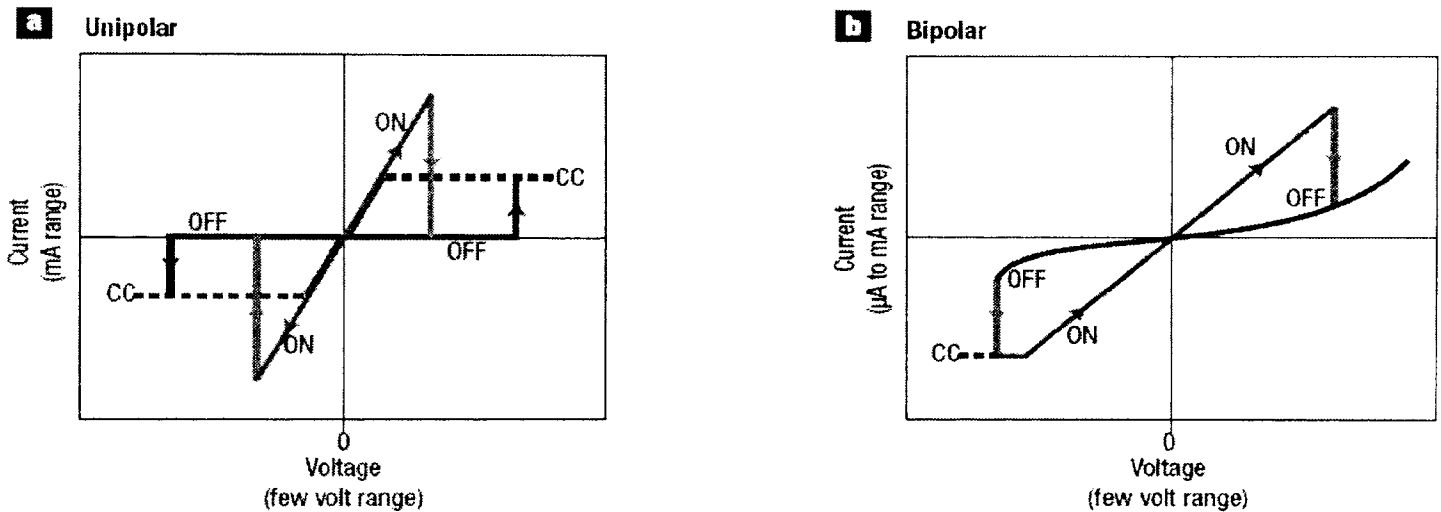 a Unipolar
Current
(mA range)
ON
CC
OFF
OFF
CC
ON
0
Voltage
(few volt range)
b Bipolar
Current
(µA to mA range)
ON
OFF
OFF
ON
CC
0
Voltage
(few volt range)